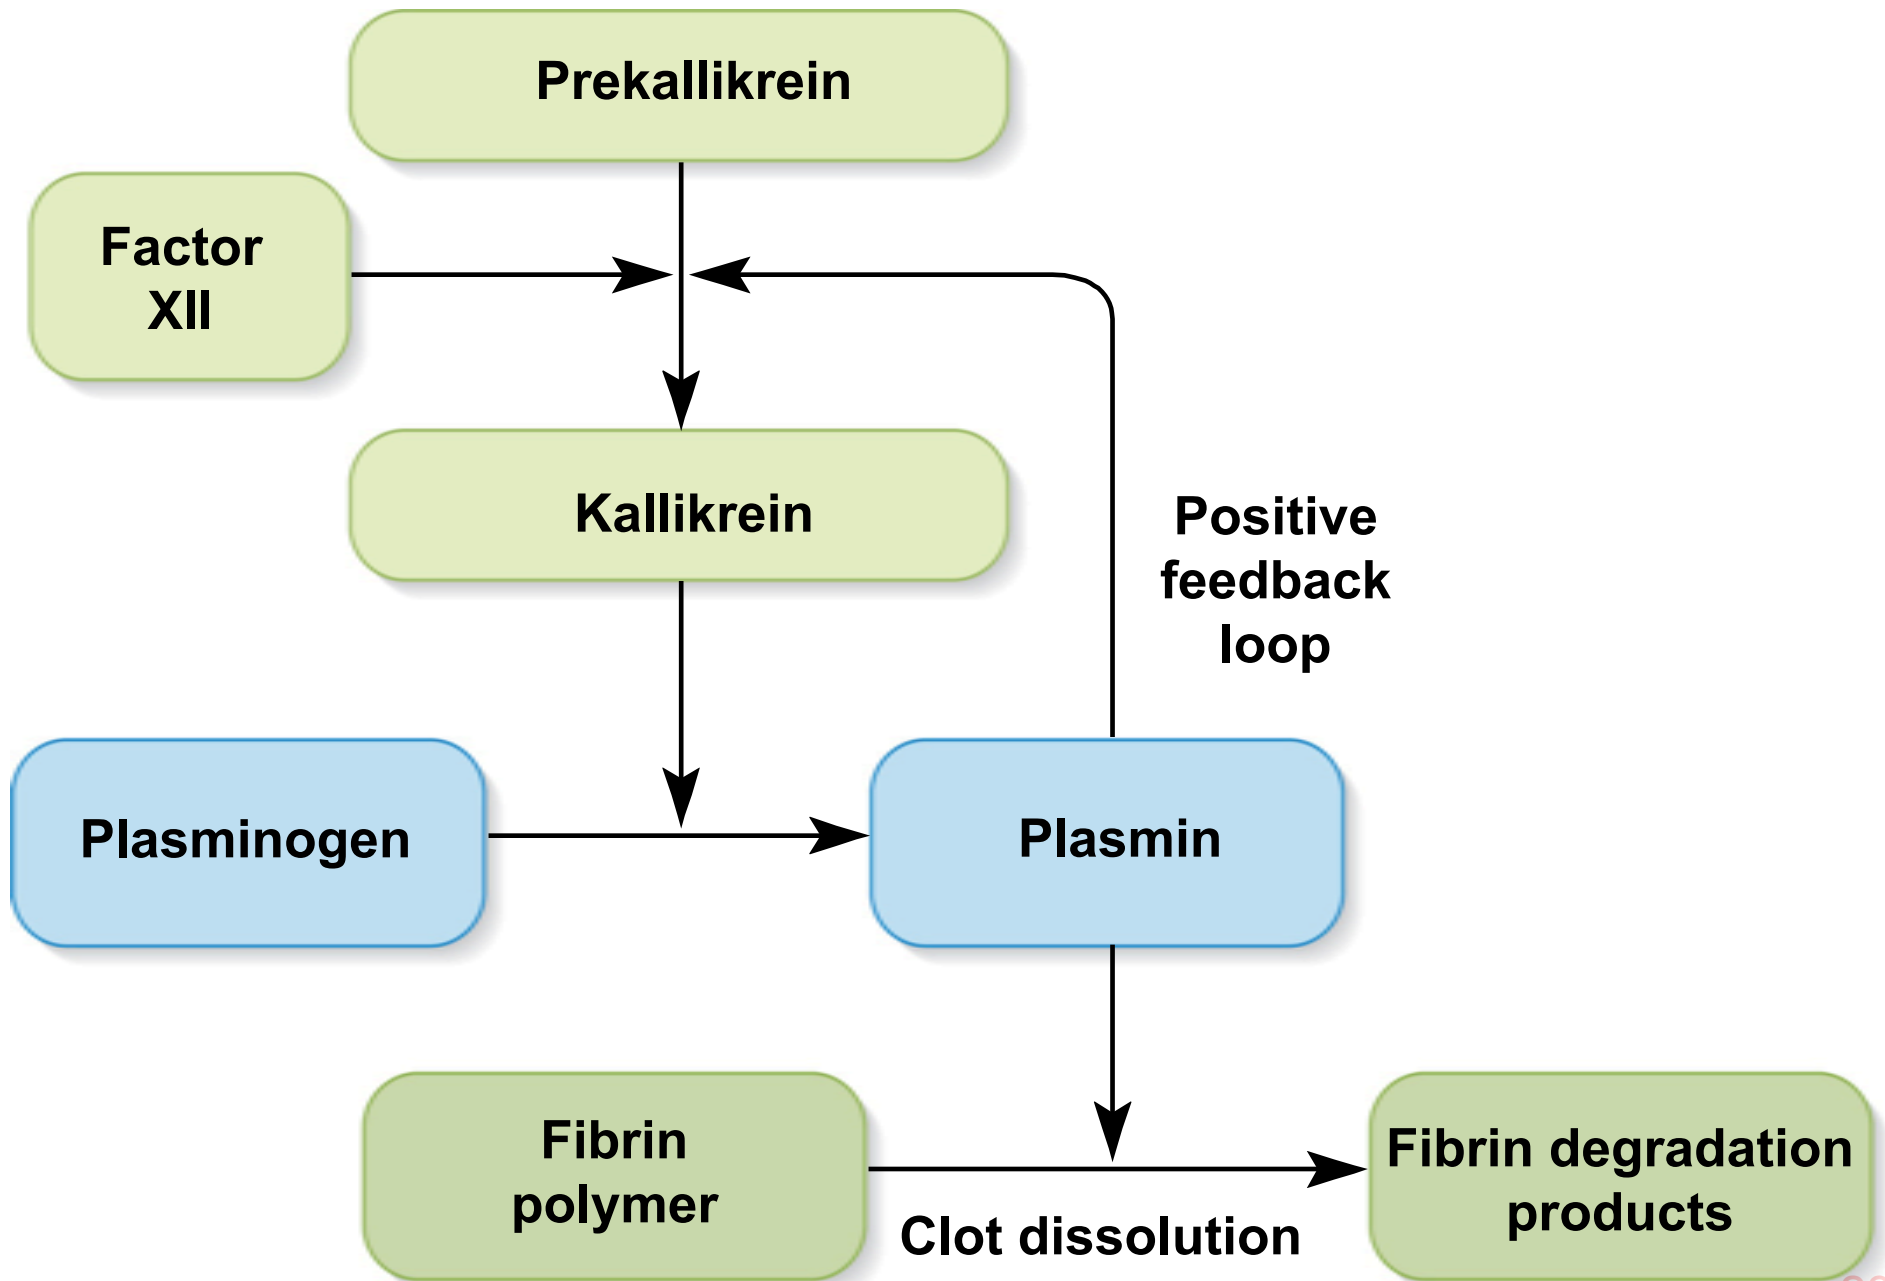 Prekallikrein
Factor
XII
Kallikrein
Positive
feedback
loop
Plasminogen
Plasmin
Fibrin
polymer
Clot dissolution
Fibrin degradation
products